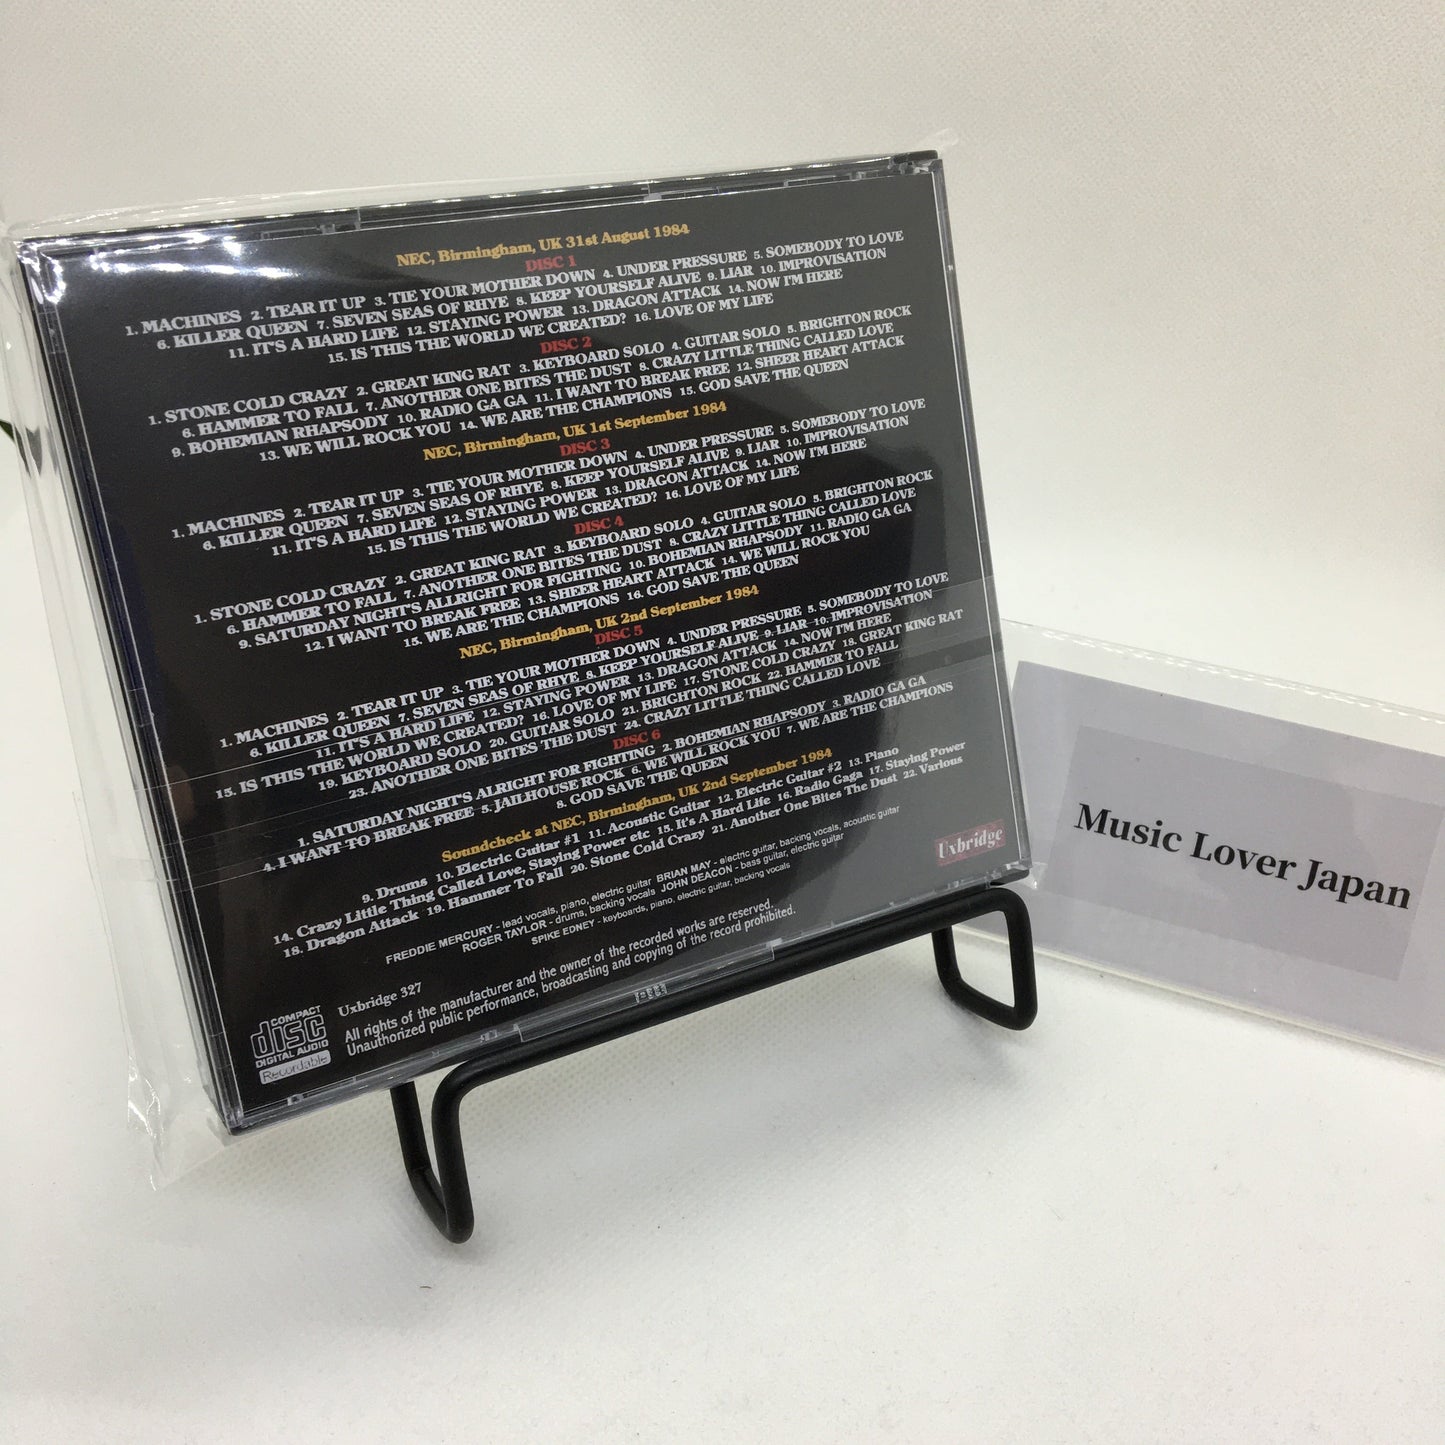 NEC, Birmingham, UK 31st August 1984
DISC 1
1. MACHINES 2. TEAR IT UP 3. TIE YOUR MOTHER DOWN 4. UNDER PRESSURE 5. SOMEBODY TO LOVE
6. KILLER QUEEN 7. SEVEN SEAS OF RHYE 8. KEEP YOURSELF ALIVE 9. LIAR 10. IMPROVISATION
11. IT'S A HARD LIFE 12. STAYING POWER 13. DRAGON ATTACK 14. NOW I'M HERE
15. IS THIS THE WORLD WE CREATED? 16. LOVE OF MY LIFE
DISC 2
1. STONE COLD CRAZY 2. GREAT KING RAT 3. KEYBOARD SOLO 4. GUITAR SOLO 5. BRIGHTON ROCK
6. HAMMER TO FALL 7. ANOTHER ONE BITES THE DUST 8. CRAZY LITTLE THING CALLED LOVE
9. BOHEMIAN RHAPSODY 10. RADIO GA GA 11. I WANT TO BREAK FREE 12. SHEER HEART ATTACK
13. WE WILL ROCK YOU 14. WE ARE THE CHAMPIONS 15. GOD SAVE THE QUEEN
NEC, Birmingham, UK 1st September 1984
DISC 3
1. MACHINES 2. TEAR IT UP 3. TIE YOUR MOTHER DOWN 4. UNDER PRESSURE 5. SOMEBODY TO LOVE
6. KILLER QUEEN 7. SEVEN SEAS OF RHYE 8. KEEP YOURSELF ALIVE 9. LIAR 10. IMPROVISATION
11. IT'S A HARD LIFE 12. STAYING POWER 13. DRAGON ATTACK 14. NOW I'M HERE
15. IS THIS THE WORLD WE CREATED? 16. LOVE OF MY LIFE
DISC 4
1. STONE COLD CRAZY 2. GREAT KING RAT 3. KEYBOARD SOLO 4. GUITAR SOLO 5. BRIGHTON ROCK
6. HAMMER TO FALL 7. ANOTHER ONE BITES THE DUST 8. CRAZY LITTLE THING CALLED LOVE
9. SATURDAY NIGHT'S ALLRIGHT FOR FIGHTING 10. BOHEMIAN RHAPSODY 11. RADIO GA GA
12. I WANT TO BREAK FREE 13. SHEER HEART ATTACK 14. WE WILL ROCK YOU
15. WE ARE THE CHAMPIONS 16. GOD SAVE THE QUEEN
NEC, Birmingham, UK 2nd September 1984
DISC 5
1. MACHINES 2. TEAR IT UP 3. TIE YOUR MOTHER DOWN 4. UNDER PRESSURE 5. SOMEBODY TO LOVE
6. KILLER QUEEN 7. SEVEN SEAS OF RHYE 8. KEEP YOURSELF ALIVE 9. LIAR 10. IMPROVISATION
11. IT'S A HARD LIFE 12. STAYING POWER 13. DRAGON ATTACK 14. NOW I'M HERE
15. IS THIS THE WORLD WE CREATED? 16. LOVE OF MY LIFE 17. STONE COLD CRAZY 18. GREAT KING RAT
19. KEYBOARD SOLO 20. GUITAR SOLO 21. BRIGHTON ROCK 22. HAMMER TO FALL
23. ANOTHER ONE BITES THE DUST 24. CRAZY LITTLE THING CALLED LOVE
DISC 6
1. SATURDAY NIGHT'S ALRIGHT FOR FIGHTING 2. BOHEMIAN RHAPSODY 3. RADIO GA GA
4. I WANT TO BREAK FREE 5. JAILHOUSE ROCK 6. WE WILL ROCK YOU 7. WE ARE THE CHAMPIONS
8. GOD SAVE THE QUEEN
Soundcheck at NEC, Birmingham, UK 2nd September 1984
9. Drums 10. Electric Guitar #1 11. Acoustic Guitar 12. Electric Guitar #2 13. Piano
14. Crazy Little Thing Called Love, Staying Power etc 15. It's A Hard Life 16. Radio Gaga 17. Staying Power
18. Dragon Attack 19. Hammer To Fall 20. Stone Cold Crazy 21. Another One Bites The Dust 22. Various
FREDDIE MERCURY - lead vocals, piano, electric guitar BRIAN MAY - electric guitar, backing vocals, acoustic guitar
ROGER TAYLOR - drums, backing vocals JOHN DEACON - bass guitar, electric guitar
SPIKE EDNEY - keyboards, piano, electric guitar, backing vocals
Uxbridge
COMPACT
disc
DIGITAL AUDIO
Recordable
Uxbridge 327
All rights of the manufacturer and the owner of the recorded works are reserved.
Unauthorized public performance, broadcasting and copying of the record prohibited.
Music Lover Japan